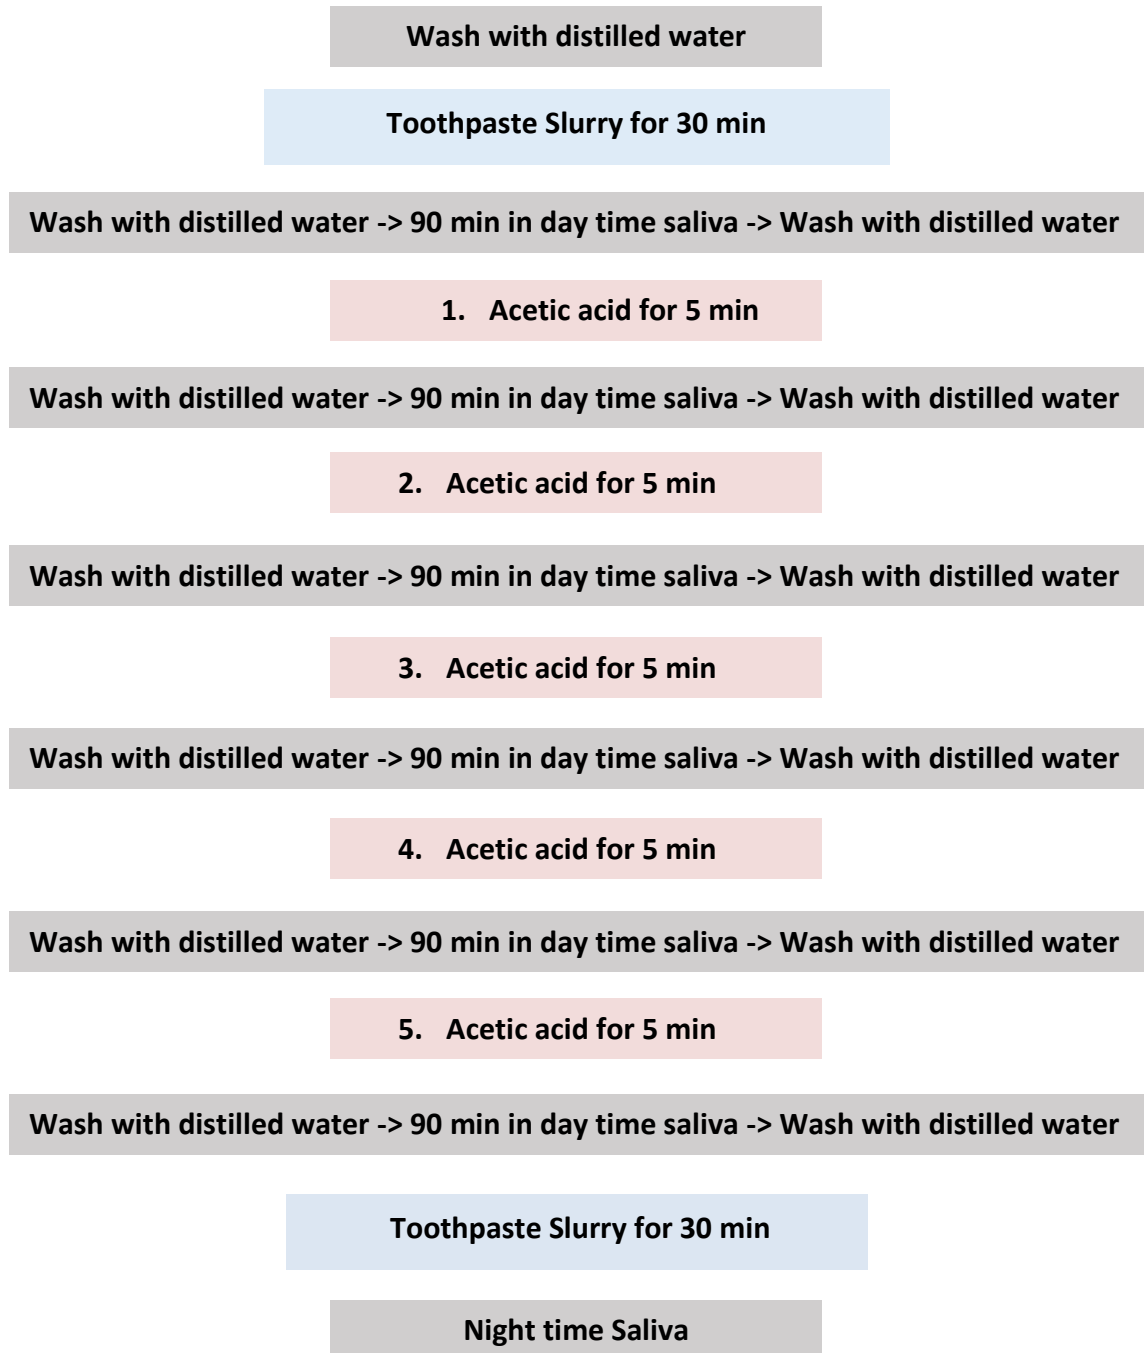 Wash with distilled water
Toothpaste Slurry for 30 min
Wash with distilled water -> 90 min in day time saliva -> Wash with distilled water
1. Acetic acid for 5 min
Wash with distilled water -> 90 min in day time saliva -> Wash with distilled water
2. Acetic acid for 5 min
Wash with distilled water -> 90 min in day time saliva -> Wash with distilled water
3. Acetic acid for 5 min
Wash with distilled water -> 90 min in day time saliva -> Wash with distilled water
4. Acetic acid for 5 min
Wash with distilled water -> 90 min in day time saliva -> Wash with distilled water
5. Acetic acid for 5 min
Wash with distilled water -> 90 min in day time saliva -> Wash with distilled water
Toothpaste Slurry for 30 min
Night time Saliva